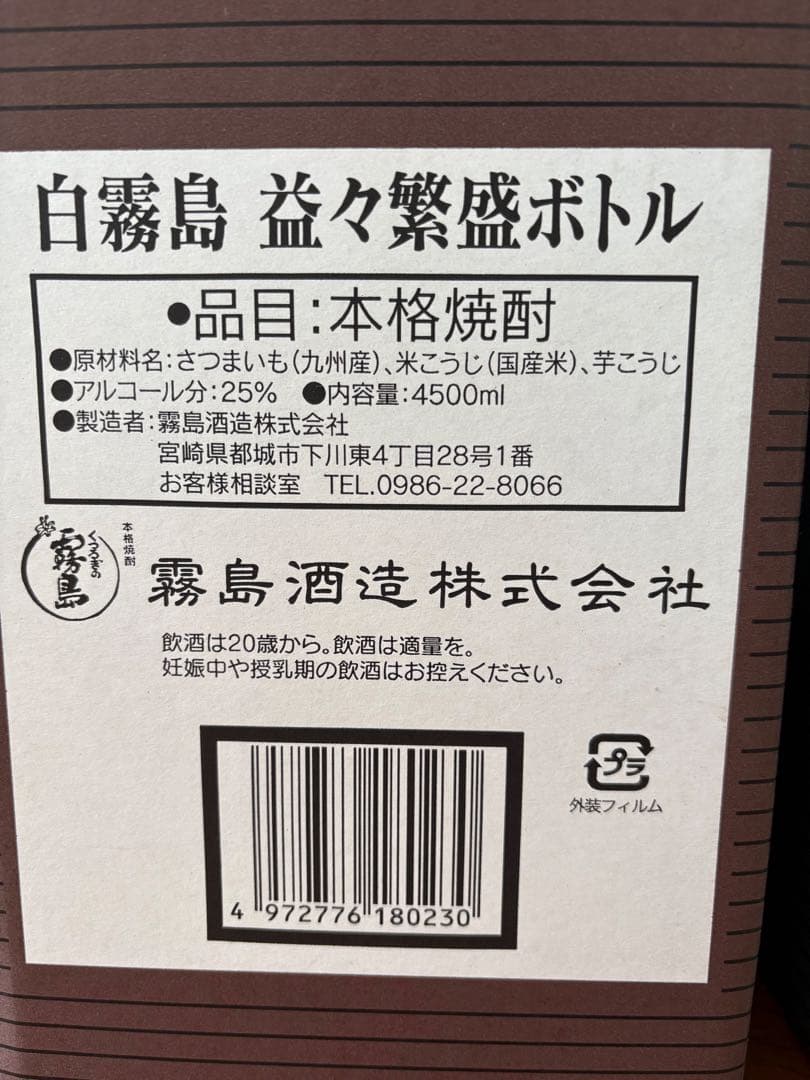 白霧島 益々繁盛ボトル
●品目:本格焼酎
●原材料名:さつまいも(九州産)、米こうじ(国産米)、芋こうじ
●アルコール分:25% ●内容量:4500ml
●製造者:霧島酒造株式会社
宮崎県都城市下川東4丁目28号1番
お客様相談室 TEL.0986-22-8066
本格焼酎
くつろぎの
霧島
霧島酒造株式会社
飲酒は20歳から。飲酒は適量を。
妊娠中や授乳期の飲酒はお控えください。
プラ
外装フィルム
4 972776 180230